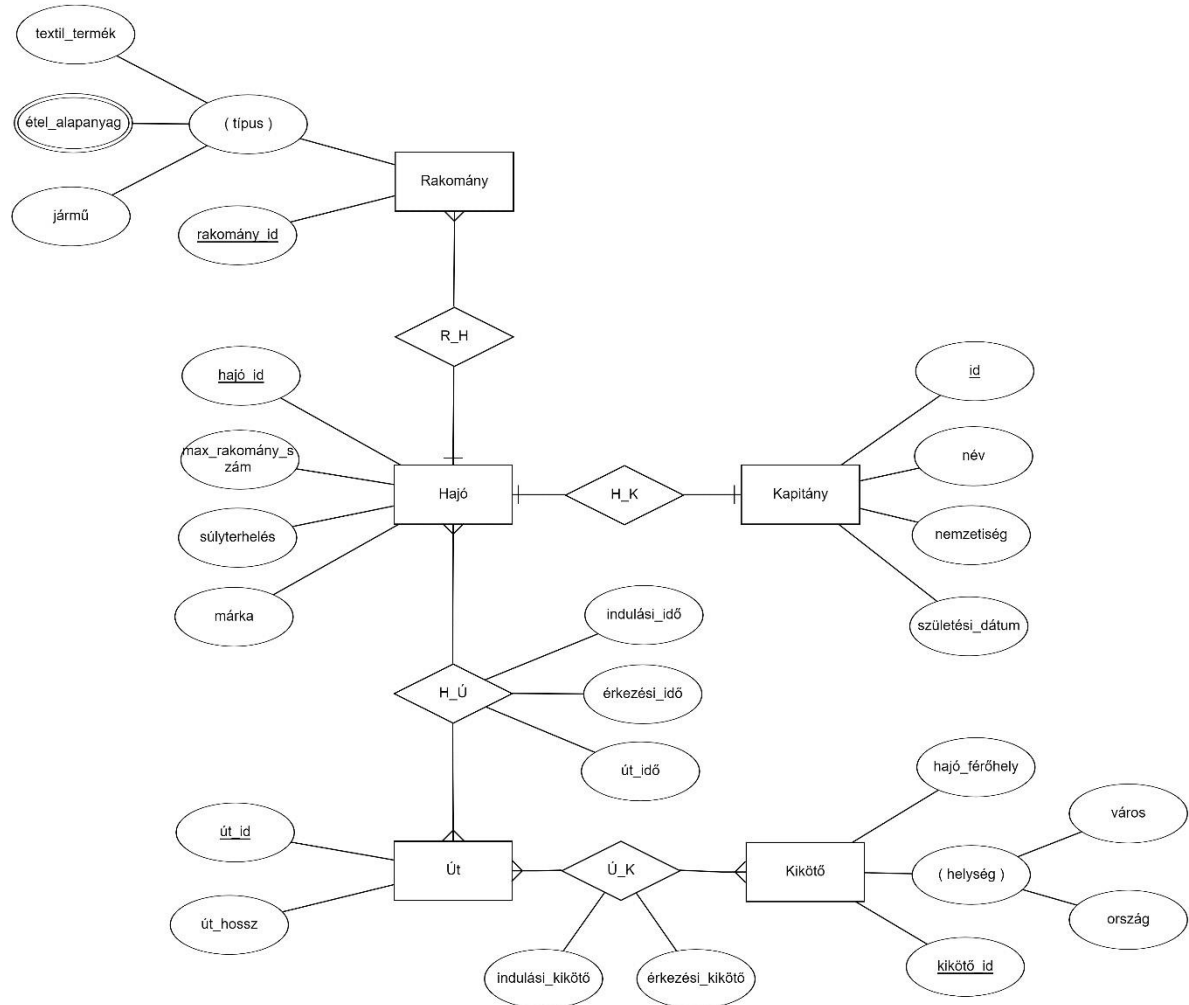 textil_termék
étel_alapanyag
( típus )
jármű
Rakomány
rakomány_id
R_H
hajó_id
max_rakomány_s
zám
súlyterhelés
márka
Hajó
H_K
Kapitány
id
név
nemzetiség
születési_dátum
indulási_idő
H_Ú
érkezési_idő
út_idő
út_id
út_hossz
Út
Ú_K
indulási_kikötő
érkezési_kikötő
Kikötő
hajó_férőhely
( helység )
város
ország
kikötő_id